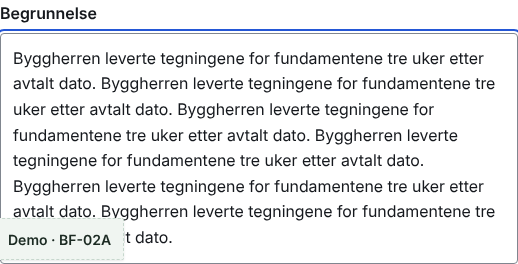 Begrunnelse
Byggherren leverte tegningene for fundamentene tre uker etter
avtalt dato. Byggherren leverte tegningene for fundamentene tre
uker etter avtalt dato. Byggherren leverte tegningene for
fundamentene tre uker etter avtalt dato. Byggherren leverte
tegningene for fundamentene tre uker etter avtalt dato.
Byggherren leverte tegningene for fundamentene tre uker etter
avtalt dato. Byggherren leverte tegningene for fundamentene tre
dato.
Demo · BF-02A